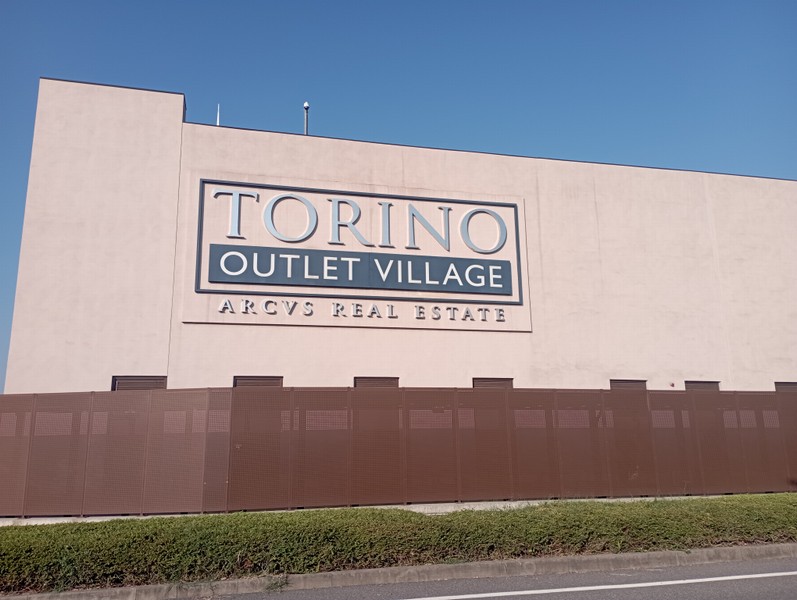 TORINO
OUTLET VILLAGE
ARCVS REAL ESTATE